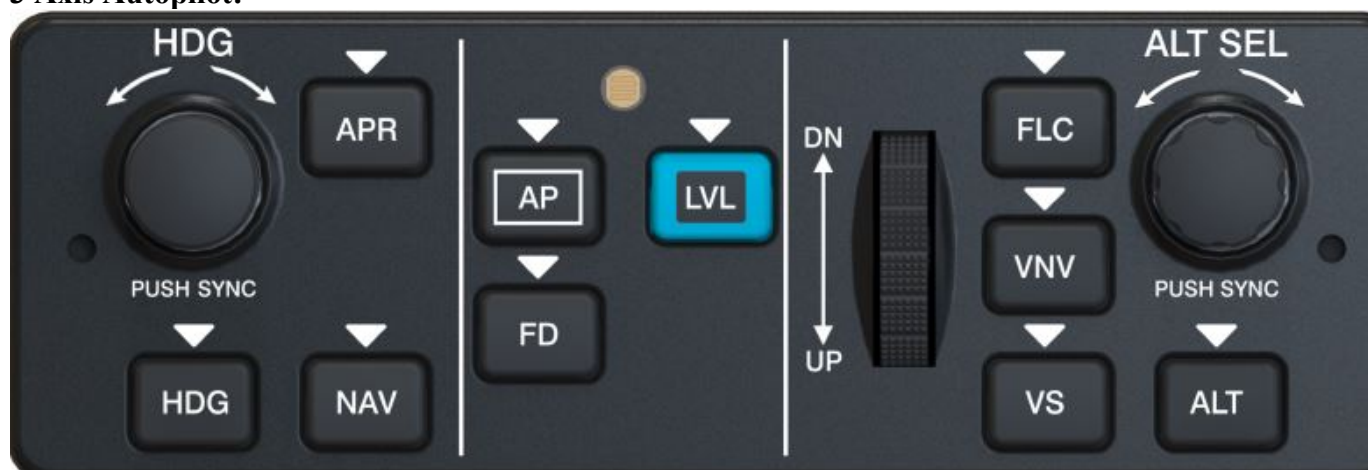 3 Axis Autopilot:
HDG
ALT SEL
APR
FLC
DN
AP
LVL
VNV
PUSH SYNC
PUSH SYNC
FD
UP
HDG
NAV
VS
ALT